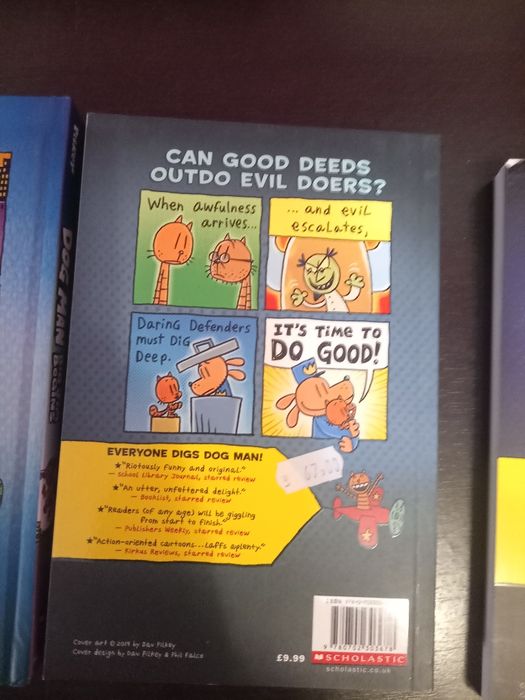 DOG MAN
CAN GOOD DEEDS
OUTDO EVIL DOERS?
When awfulness
arrives...
... and evil
escalates,
Daring Defenders
must Dig
Deep.
IT'S TIME TO
DO GOOD!
EVERYONE DIGS DOG MAN!
★"Riotously funny and original."
— School Library Journal, starred review
★"An utter, unfettered delight."
— Booklist, starred review
★"Readers (of any age) will be giggling
from start to finish."
— Publishers Weekly, starred review
★"Action-oriented cartoons...Laffs aplenty."
— Kirkus Reviews, starred review
Cover art © 2019 by Dav Pilkey
Cover design by Dav Pilkey & Phil Falco
£9.99
ISBN
9 780702 303678
SCHOLASTIC
scholastic.co.uk